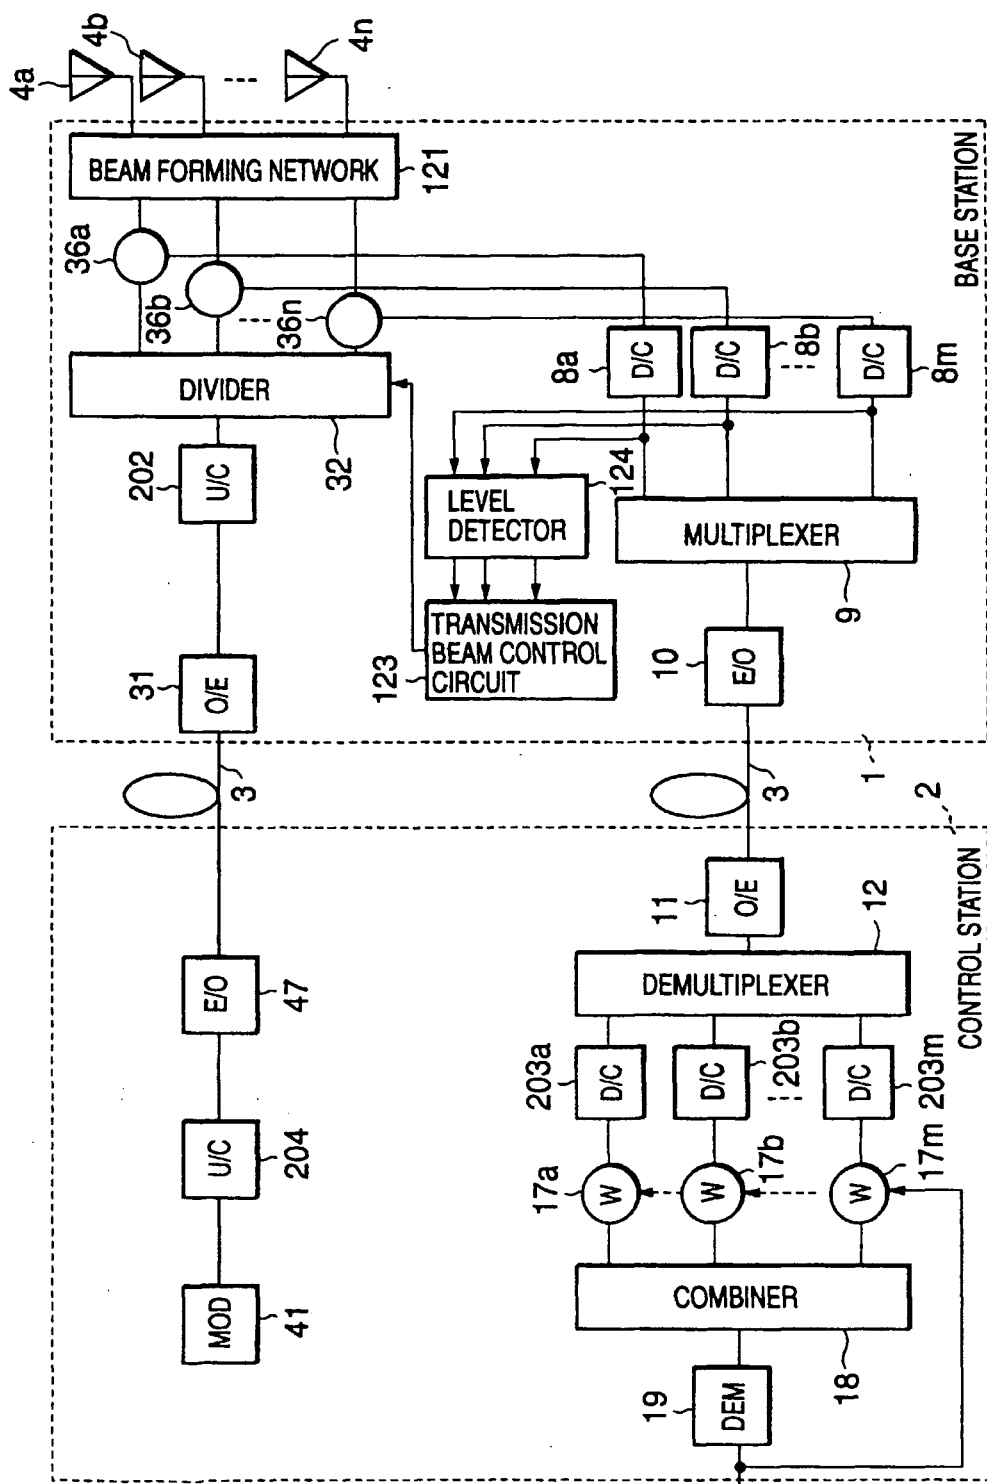 4a
4b
4n
BEAM FORMING NETWORK
121
BASE STATION
36a
36b
36n
DIVIDER
32
8a
D/C
D/C
8b
D/C
8m
202
U/C
LEVEL
DETECTOR
124
MULTIPLEXER
9
TRANSMISSION
BEAM CONTROL
CIRCUIT
123
31
O/E
10
E/O
1
3
3
2
CONTROL STATION
11
O/E
12
DEMULTIPLEXER
E/O
47
203a
D/C
D/C
203b
D/C
203m
U/C
204
17a
W
W
17b
W
17m
MOD
41
COMBINER
18
19
DEM